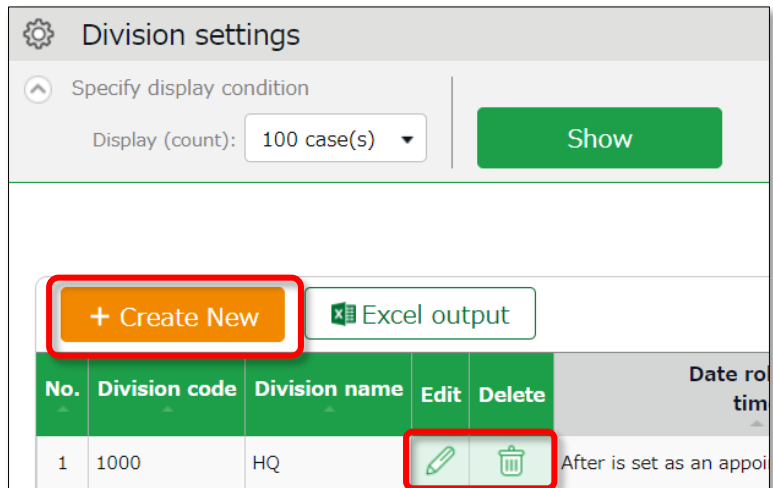 Division settings
Specify display condition
Display (count): 100 case(s) Show
+ Create New Excel output
No. Division code Division name Edit Delete Date rol
tim
1 1000 HQ After is set as an appoi